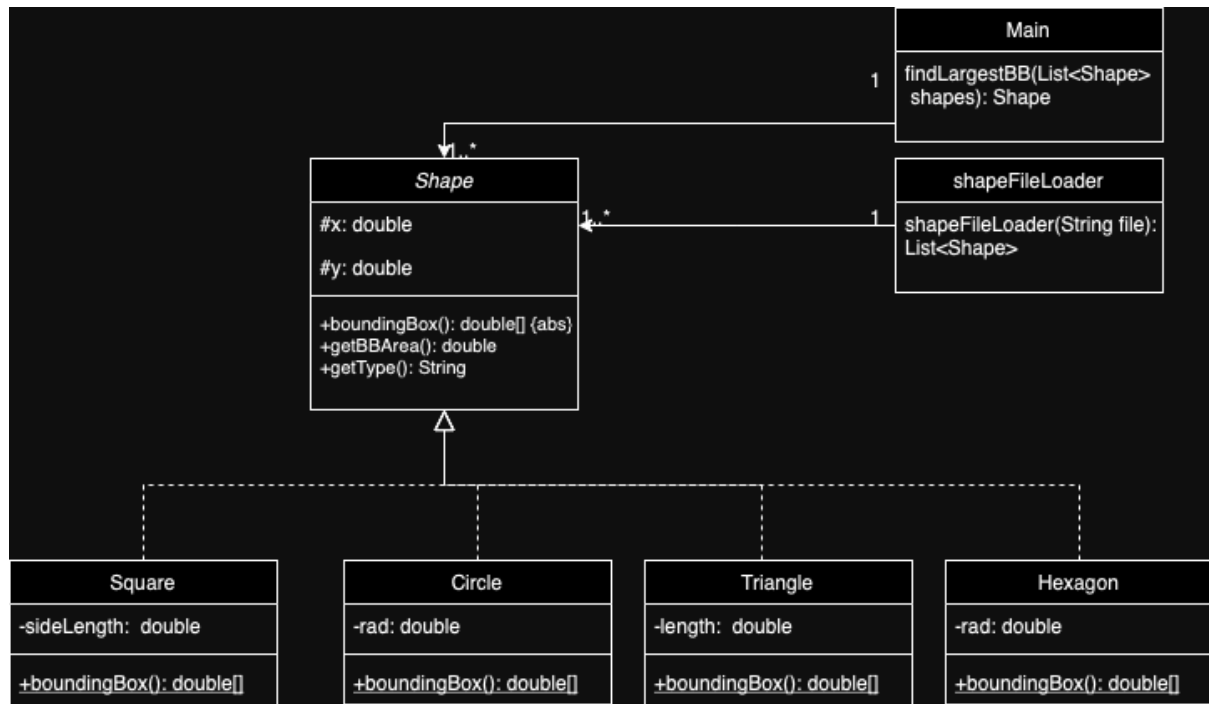 Main
findLargestBB(List<Shape>
shapes): Shape
1
1..*
Shape
#x: double
#y: double
+boundingBox(): double[] {abs}
+getBBArea(): double
+getType(): String
1..*
1
shapeFileLoader
shapeFileLoader(String file):
List<Shape>
Square
-sideLength: double
+boundingBox(): double[]
Circle
-rad: double
+boundingBox(): double[]
Triangle
-length: double
+boundingBox(): double[]
Hexagon
-rad: double
+boundingBox(): double[]